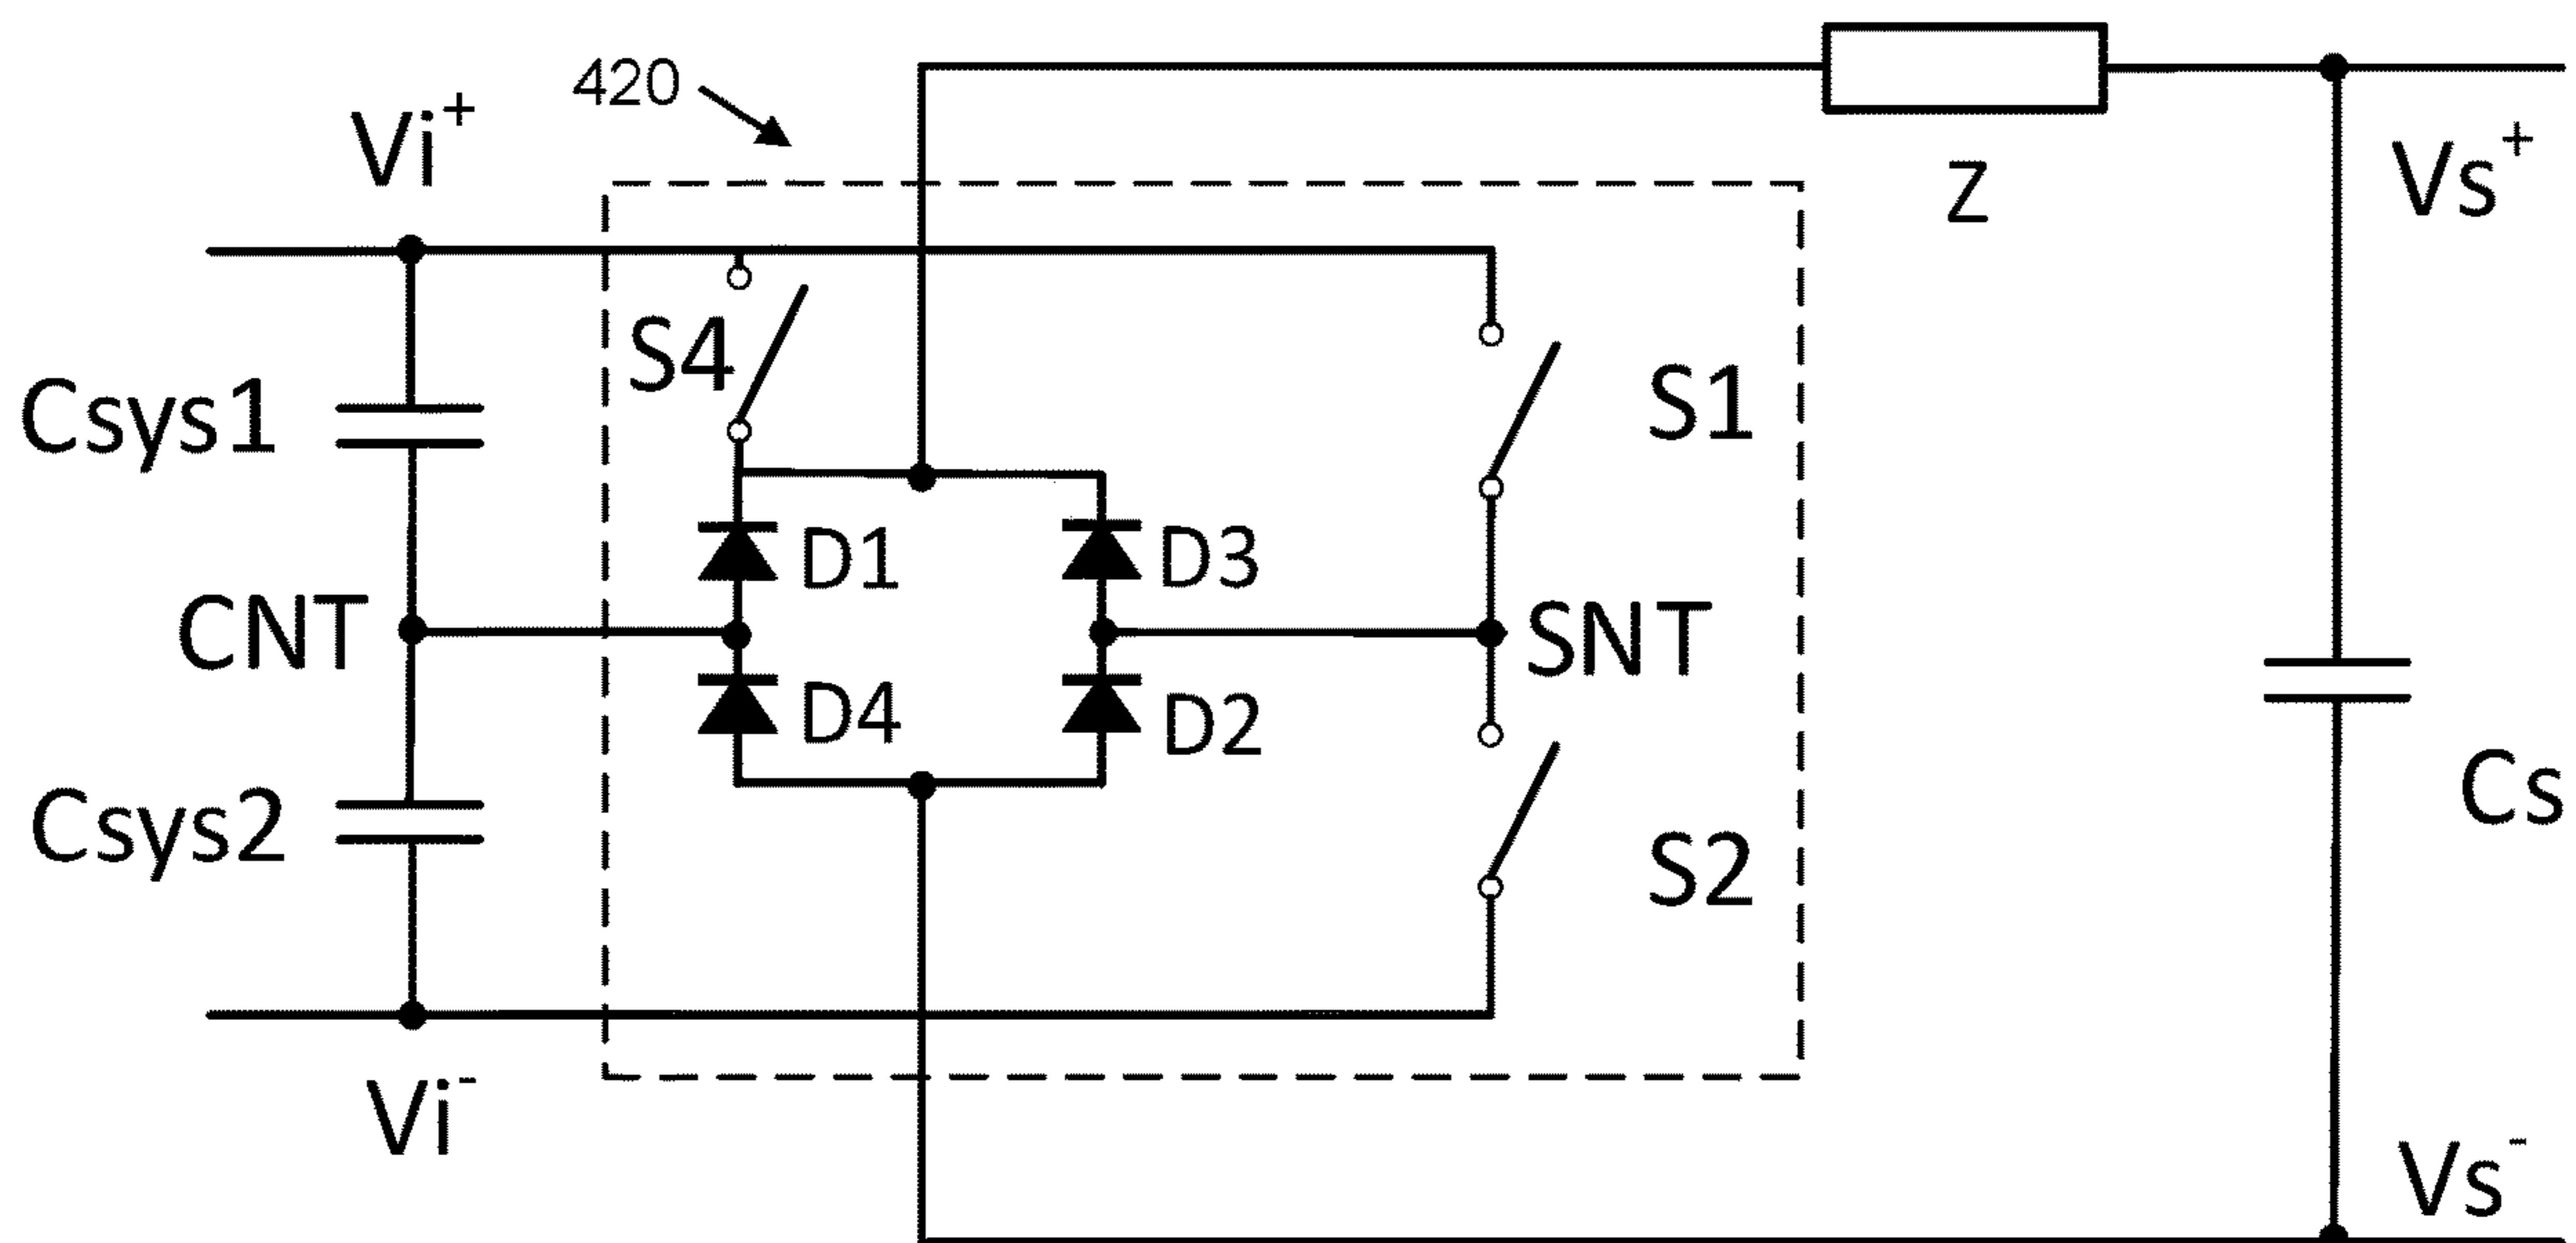 420
Vi+
Z
Vs+
S4
S1
Csys1
D1
D3
CNT
SNT
D4
D2
Csys2
S2
Cs
Vi-
Vs-